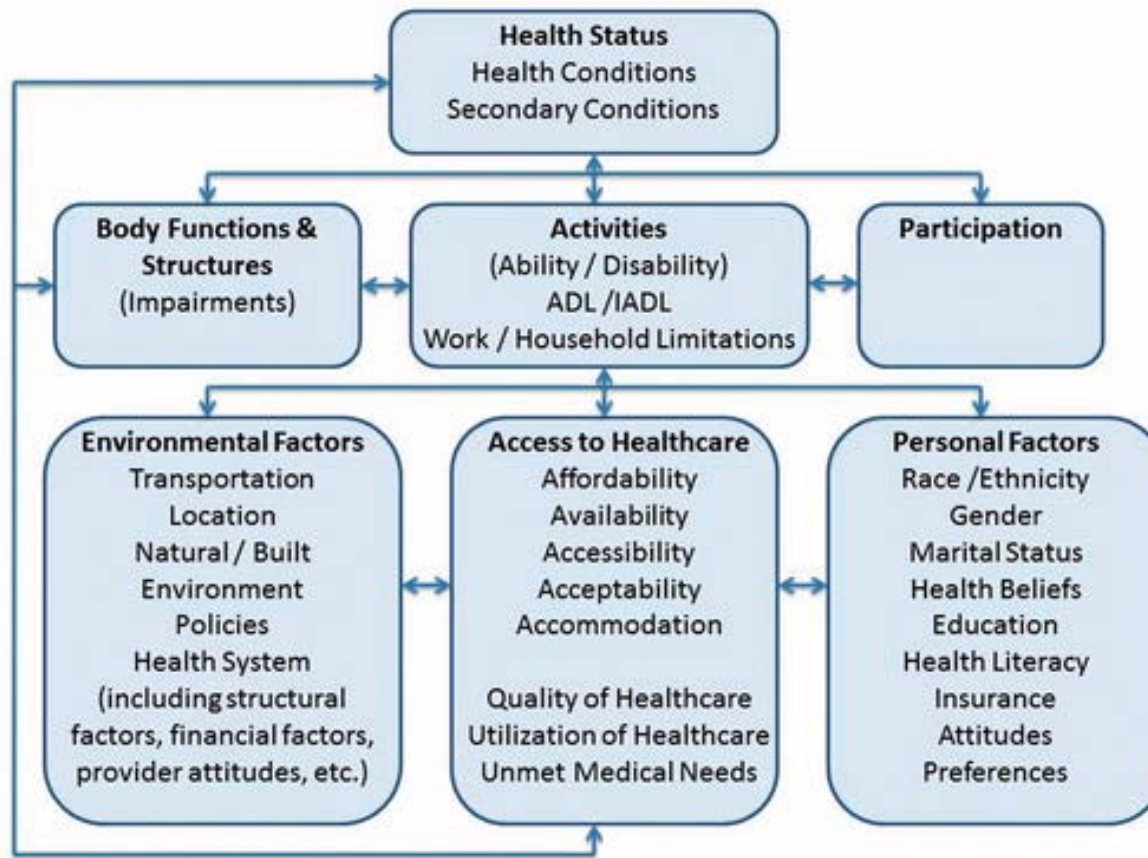 Health Status
Health Conditions
Secondary Conditions
Body Functions &
Structures
(Impairments)
Activities
(Ability / Disability)
ADL /IADL
Work / Household Limitations
Participation
Environmental Factors
Transportation
Location
Natural / Built
Environment
Policies
Health System
(including structural
factors, financial factors,
provider attitudes, etc.)
Access to Healthcare
Affordability
Availability
Accessibility
Acceptability
Accommodation
Quality of Healthcare
Utilization of Healthcare
Unmet Medical Needs
Personal Factors
Race /Ethnicity
Gender
Marital Status
Health Beliefs
Education
Health Literacy
Insurance
Attitudes
Preferences